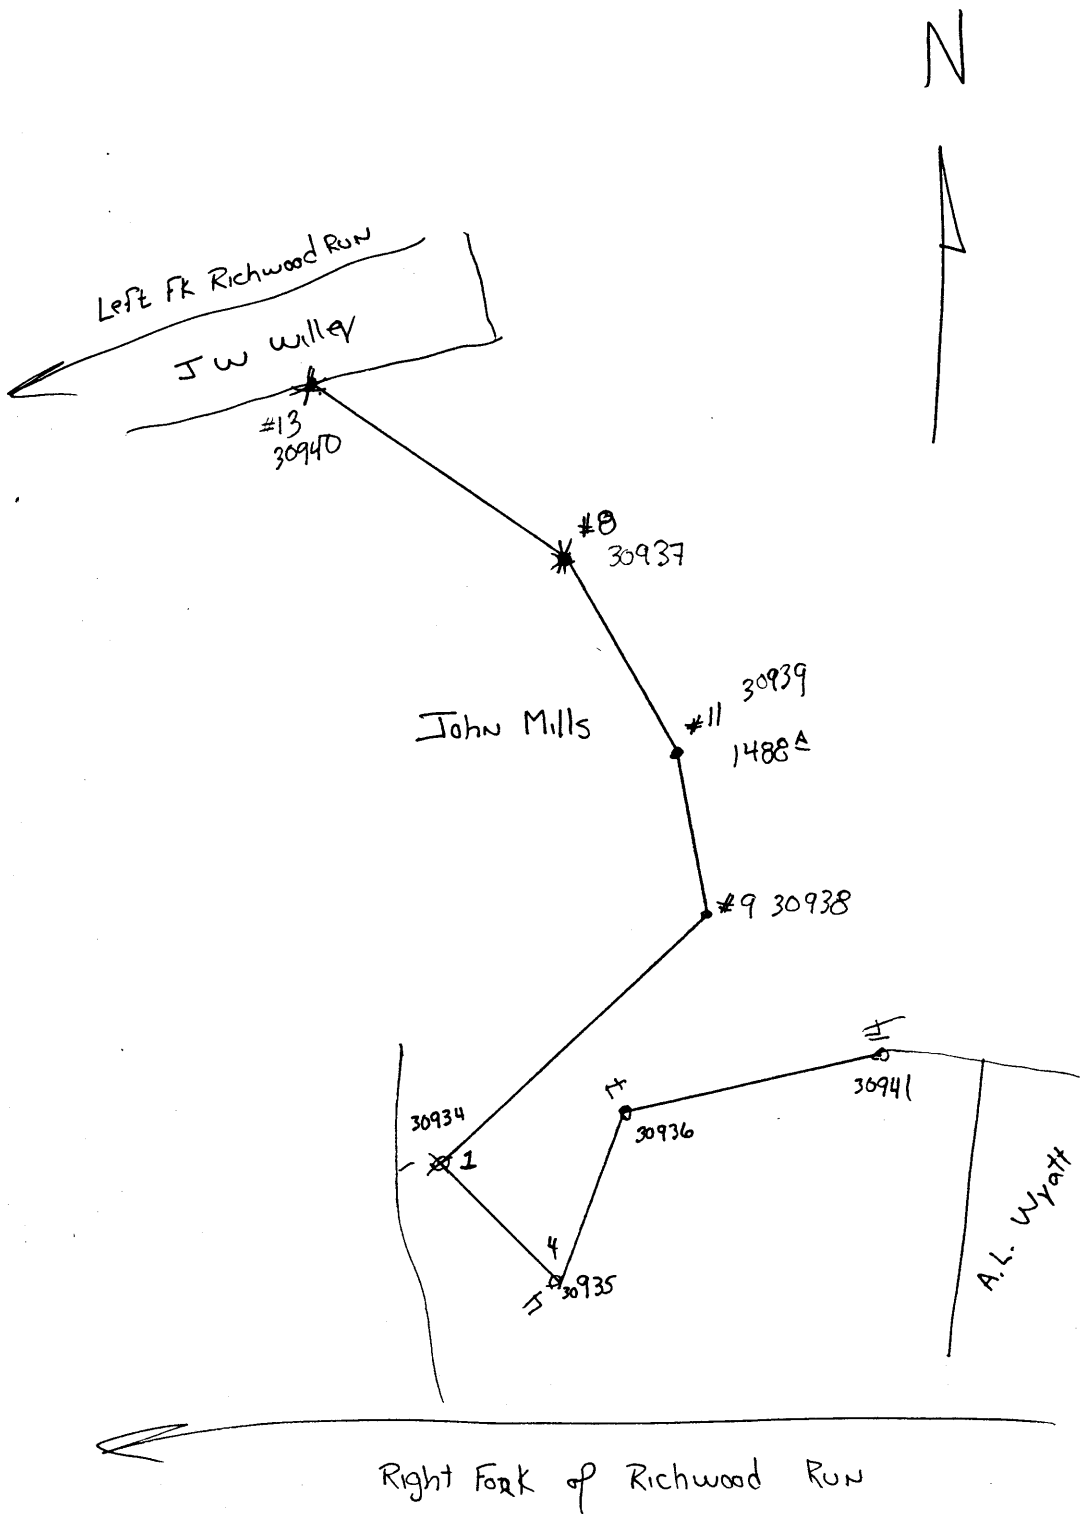 N
Left Fk Richwood Run
J W Willey
#13
30940
#8
30937
30939
#11
1488 A
John Mills
#9 30938
30934
1
30936
30941
4
30935
A.L. Wyatt
Right Fork of Richwood Run